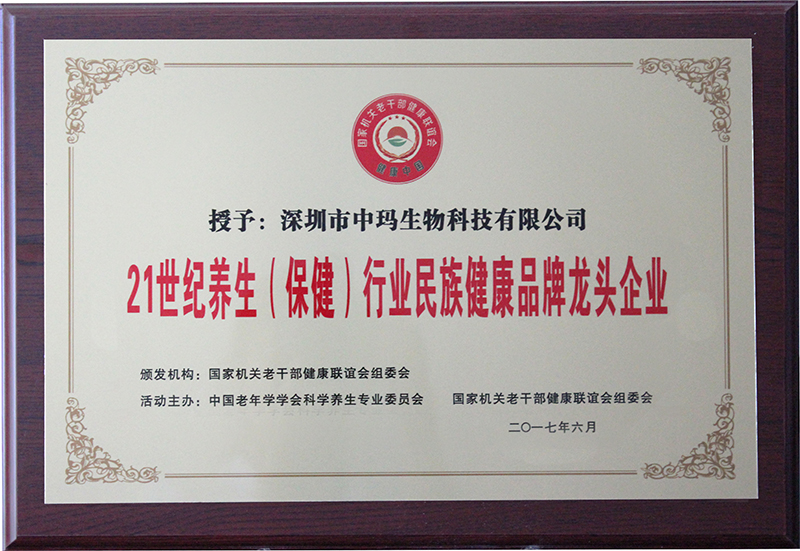 国家机关老干部健康联谊会
健康中国
授予：深圳市中玛生物科技有限公司
21世纪养生（保健）行业民族健康品牌龙头企业
颁发机构：国家机关老干部健康联谊会组委会
活动主办：中国老年学学会科学养生专业委员会 国家机关老干部健康联谊会组委会
二〇一七年六月